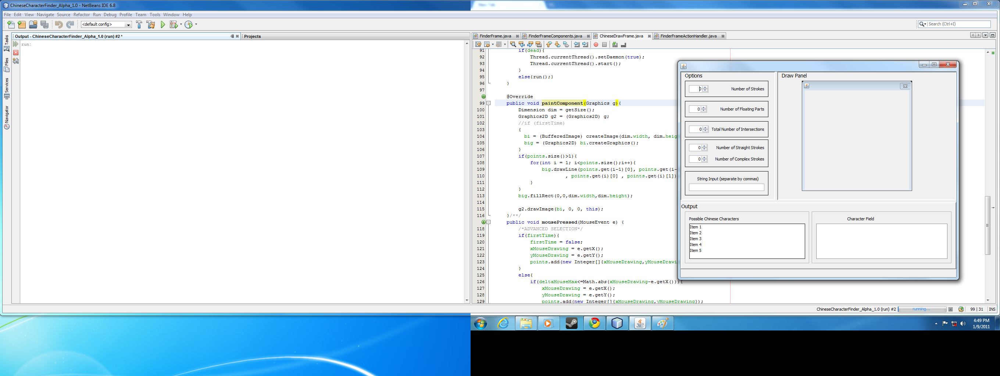 ChineseCharacterFinder_Alpha_1.0 - NetBeans IDE 6.8
File Edit View Navigate Source Refactor Run Debug Profile Team Tools Window Help
<default config>
Search (Ctrl+I)
Tasks
Files
Services
Navigator
Output - ChineseCharacterFinder_Alpha_1.0 (run) #2 *
Projects
run:
FinderFrame.java
FinderFrameComponents.java
ChineseDrawFrame.java
FinderFrameActionHandler.java
91 if(dead){
92 Thread.currentThread().setDaemon(true);
93 Thread.currentThread().start();
94 }
95 else{run();}
96 }
97
@Override
99 public void paintComponent(Graphics g){
100 Dimension dim = getSize();
101 Graphics2D g2 = (Graphics2D) g;
102 //if (firstTime)
103 {
104 bi = (BufferedImage) createImage(dim.width, dim.heig
105 big = (Graphics2D) bi.createGraphics();
106 }
107 if(points.size()>1){
108 for(int i = 1; i<points.size();i++){
109 big.drawLine(points.get(i-1)[0], points.get(i-
110 , points.get(i)[0] , points.get(i)[1])
111 }
112 }
113 big.fillRect(0,0,dim.width,dim.height);
114
115 g2.drawImage(bi, 0, 0, this);
116 }/**/
public void mousePressed(MouseEvent e) {
118 /*ADVANCED SELECTION*/
119 if(firstTime){
120 firstTime = false;
121 xMouseDrawing = e.getX();
122 yMouseDrawing = e.getY();
123 points.add(new Integer[]{xMouseDrawing,yMouseDrawi
124 }
125 else{
126 if(deltaMouseMax<=Math.abs(xMouseDrawing-e.getX())){
127 xMouseDrawing = e.getX();
128 yMouseDrawing = e.getY();
129 points.add(new Integer[]{xMouseDrawing,yMouseDrawing});
Options
0 Number of Strokes
0 Number of Floating Parts
0 Total Number of Intersections
0 Number of Straight Strokes
0 Number of Complex Strokes
String Input (separate by commas)
Draw Panel
Output
Possible Chinese Characters
Item 1
Item 2
Item 3
Item 4
Item 5
Character Field
ChineseCharacterFinder_Alpha_1.0 (run) #2
running...
99 | 31
INS
4:49 PM
1/9/2011